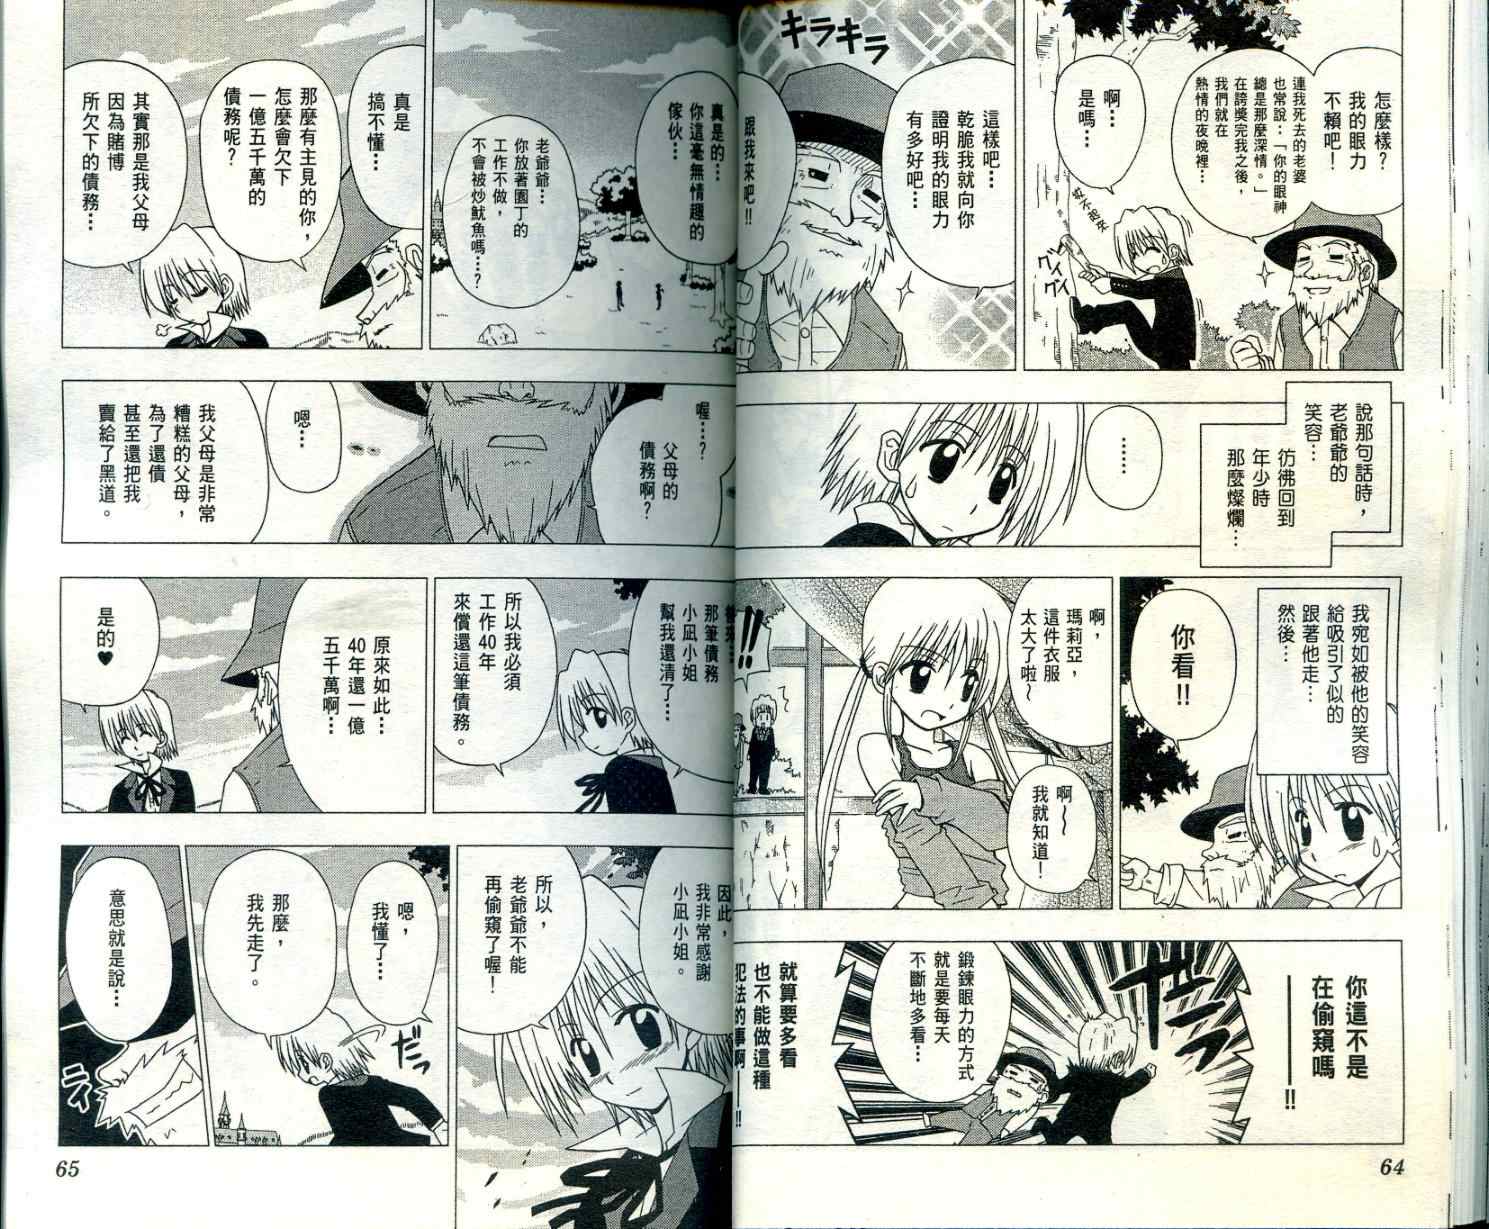 怎麼樣?
我的眼力
不賴吧!
連我死去的老婆
也常說:「你的眼神
總是那麼深情。」
在誇獎完我之後,
我們就在
熱情的夜晚裡…
啊…
是嗎…
拔不起來
グイ
グイ
キラキラ
這樣吧…
乾脆我就向你
證明我的眼力
有多好吧…
跟我來吧!!
說那句話時,
老爺爺的
笑容…
彷彿回到
年少時
那麼燦爛…
……
我宛如被他的笑容
給吸引了似的
跟著他走…
然後…
你看!!
啊,
瑪莉亞,
這件衣服
太大了啦~
啊~~
我就知道!
!!
你這不是
在偷窺嗎
——!!
鍛鍊眼力的方式
就是要每天
不斷地多看…
就算要多看
也不能做這種
犯法的事啊——!!
64
真是的…
你這毫無情趣的
傢伙…
老爺爺…
你放著園丁的
工作不做,
不會被炒魷魚嗎…?
真是
搞不懂…
那麼有主見的你,
怎麼會欠下
一億五千萬的
債務呢?
其實那是我父母
因為賭博
所欠下的債務…
喔…?
父母的
債務啊?
嗯…
我父母是非常
糟糕的父母,
為了還債
甚至還把我
賣給了黑道。
那筆債務
小凪小姐
幫我還清了…
所以我必須
工作40年
來償還這筆債務。
原來如此…
40年還一億
五千萬啊…
是的♥
因此,
我非常感謝
小凪小姐。
所以,
老爺爺不能
再偷窺了喔!
嗯,
我懂了…
那麼,
我先走了。
だっ
意思就是說…
ニィ
65